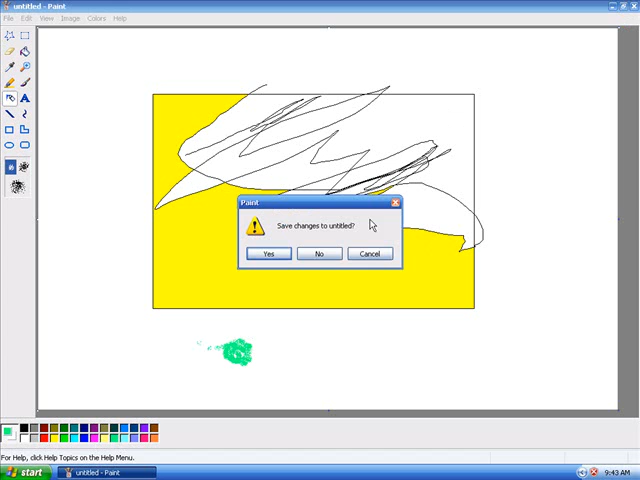 untitled - Paint
File Edit View Image Colors Help
Paint
Save changes to untitled?
Yes No Cancel
For Help, click Help Topics on the Help Menu.
start untitled - Paint 9:43 AM